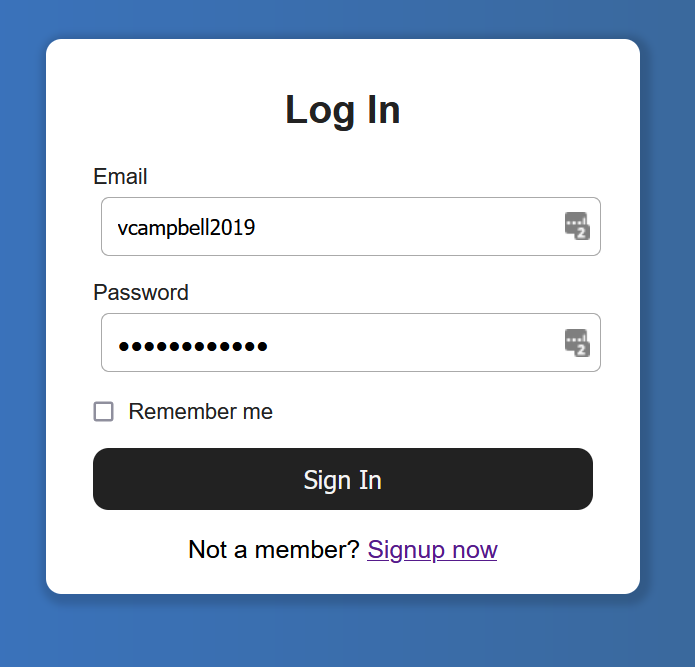 Log In
Email
vcampbell2019
Password
●●●●●●●●●●●●
Remember me
Sign In
Not a member? Signup now